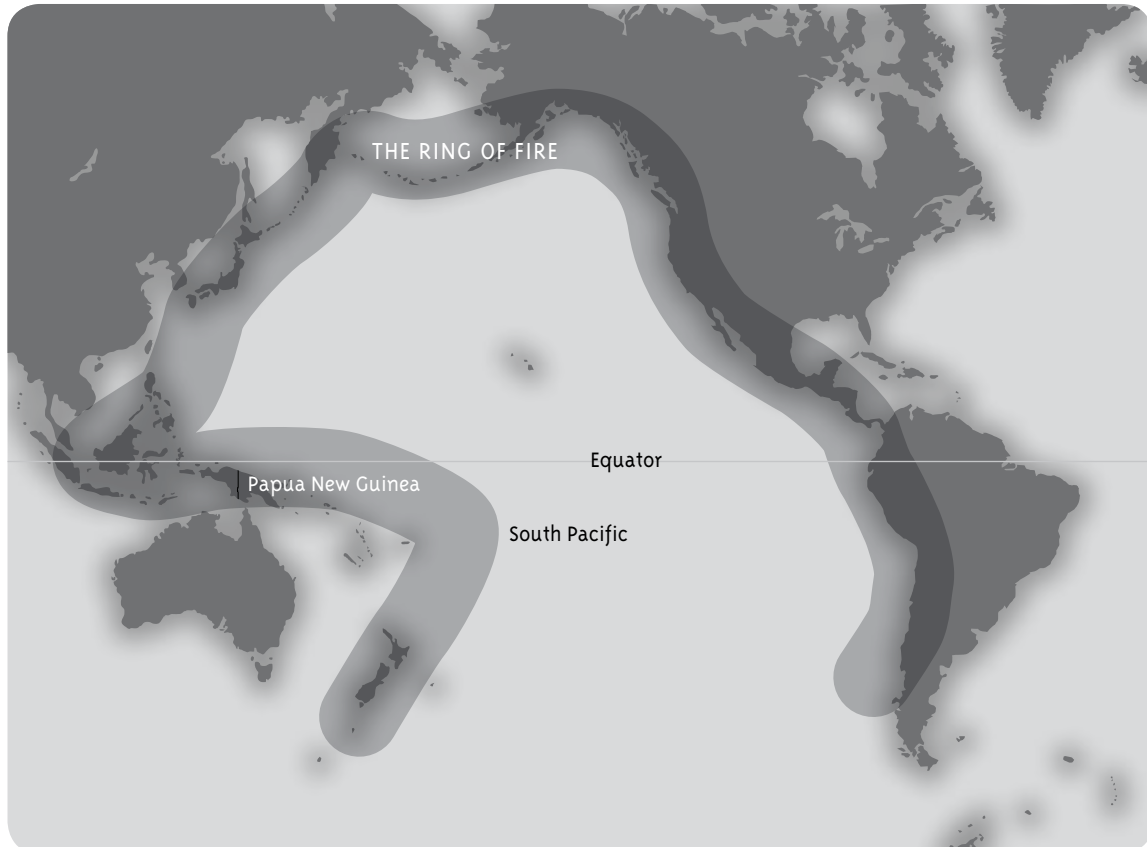 THE RING OF FIRE
Equator
Papua New Guinea
South Pacific